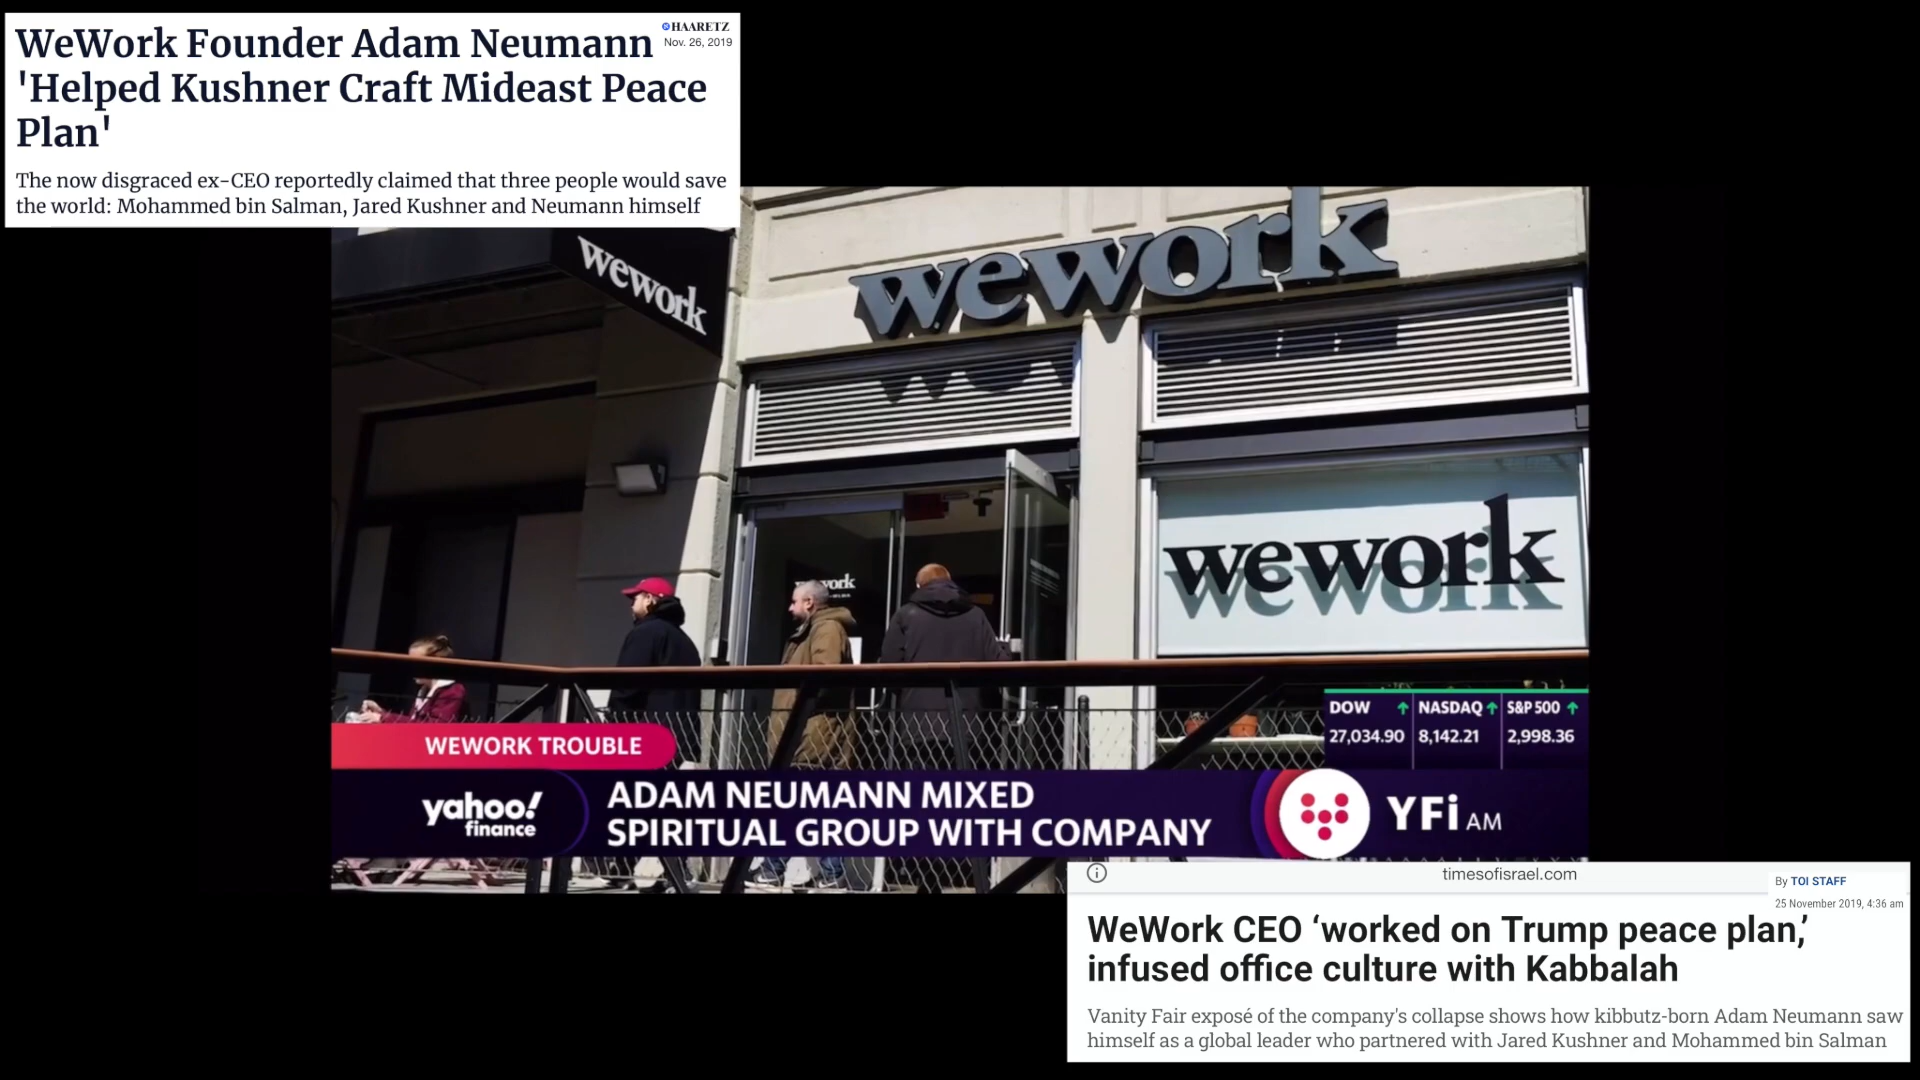 WeWork Founder Adam Neumann
'Helped Kushner Craft Mideast Peace
Plan'
HAARETZ
Nov. 26, 2019
The now disgraced ex-CEO reportedly claimed that three people would save
the world: Mohammed bin Salman, Jared Kushner and Neumann himself
wework
wework
wework
wework
DOW
27,034.90
NASDAQ
8,142.21
S&P 500
2,998.36
WEWORK TROUBLE
yahoo!
finance
ADAM NEUMANN MIXED
SPIRITUAL GROUP WITH COMPANY
YFi AM
timesofisrael.com
By TOI STAFF
25 November 2019, 4:36 am
WeWork CEO ‘worked on Trump peace plan,’
infused office culture with Kabbalah
Vanity Fair exposé of the company's collapse shows how kibbutz-born Adam Neumann saw
himself as a global leader who partnered with Jared Kushner and Mohammed bin Salman